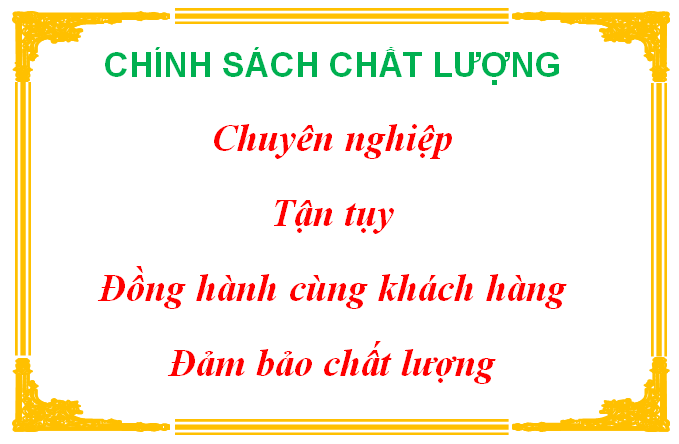 CHÍNH SÁCH CHẤT LƯỢNG
Chuyên nghiệp
Tận tụy
Đồng hành cùng khách hàng
Đảm bảo chất lượng